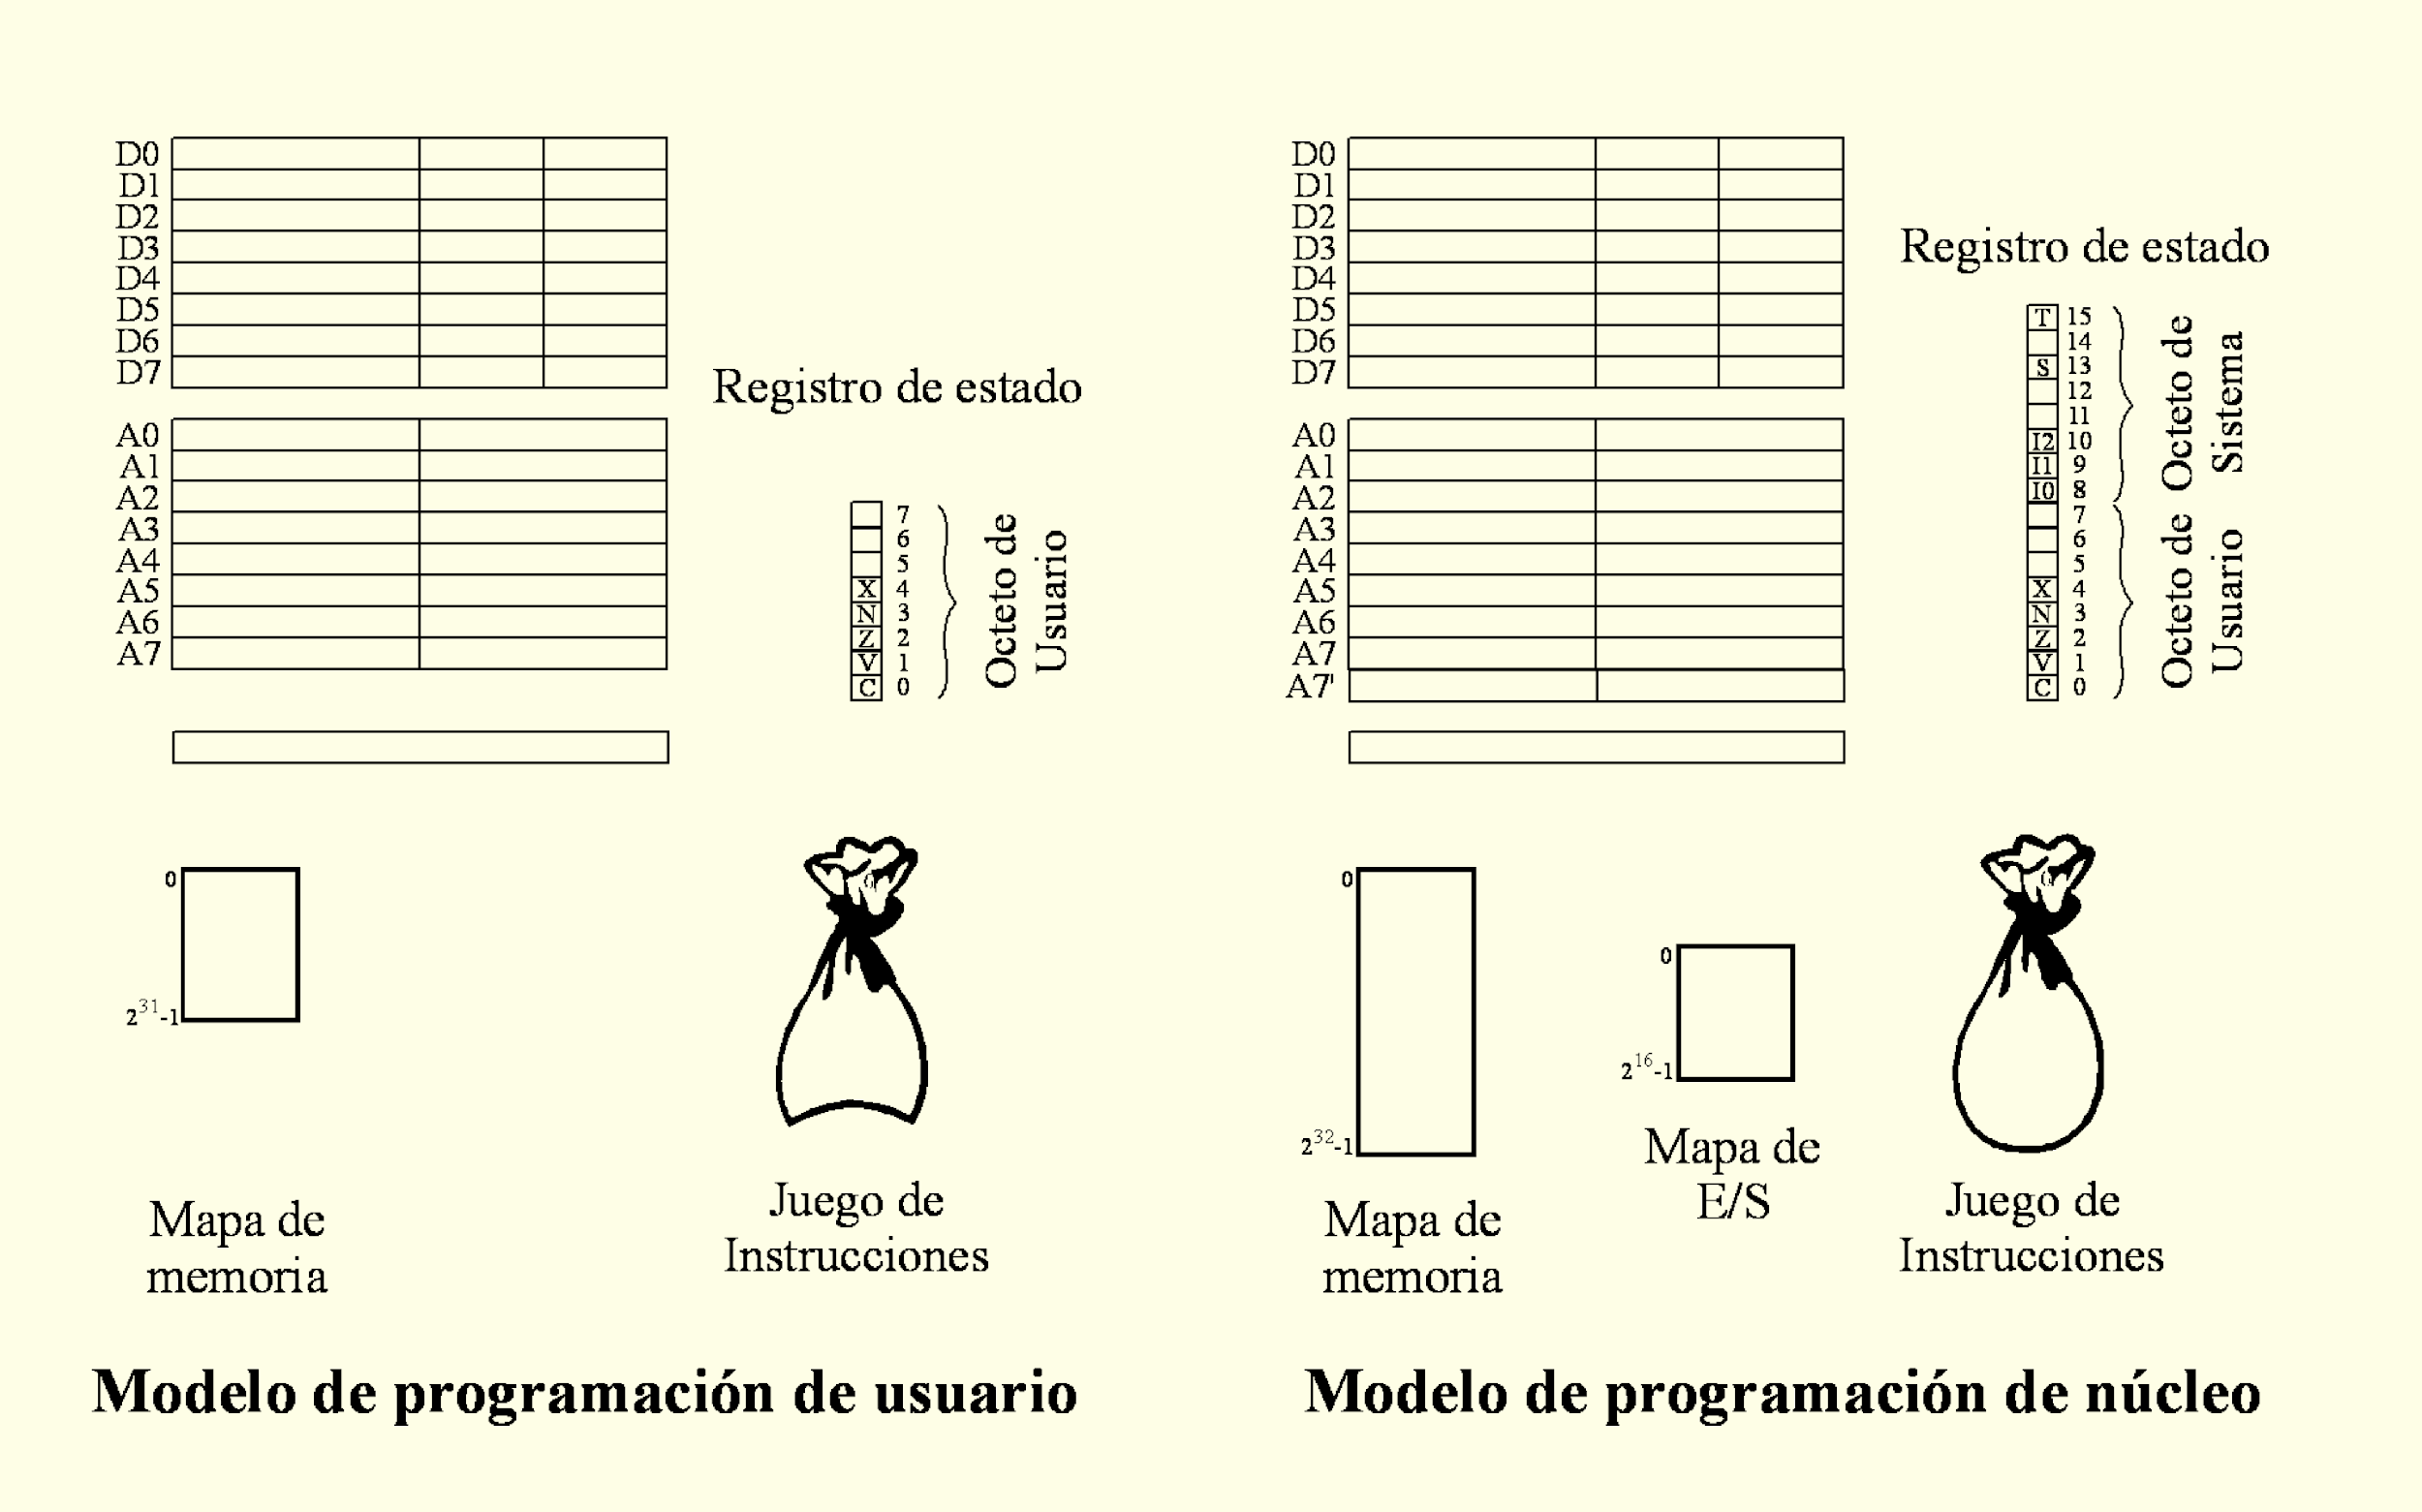 D0
D1
D2
D3
D4
D5
D6
D7
A0
A1
A2
A3
A4
A5
A6
A7
Registro de estado
7
6
5
X 4
N 3
Z 2
V 1
C 0
Octeto de
Usuario
0
2^31-1
Mapa de
memoria
Juego de
Instrucciones
Modelo de programación de usuario
D0
D1
D2
D3
D4
D5
D6
D7
A0
A1
A2
A3
A4
A5
A6
A7
A7'
Registro de estado
T 15
14
S 13
12
11
I2 10
I1 9
I0 8
7
6
5
X 4
N 3
Z 2
V 1
C 0
Octeto de
Sistema
Octeto de
Usuario
0
2^32-1
Mapa de
memoria
0
2^16-1
Mapa de
E/S
Juego de
Instrucciones
Modelo de programación de núcleo